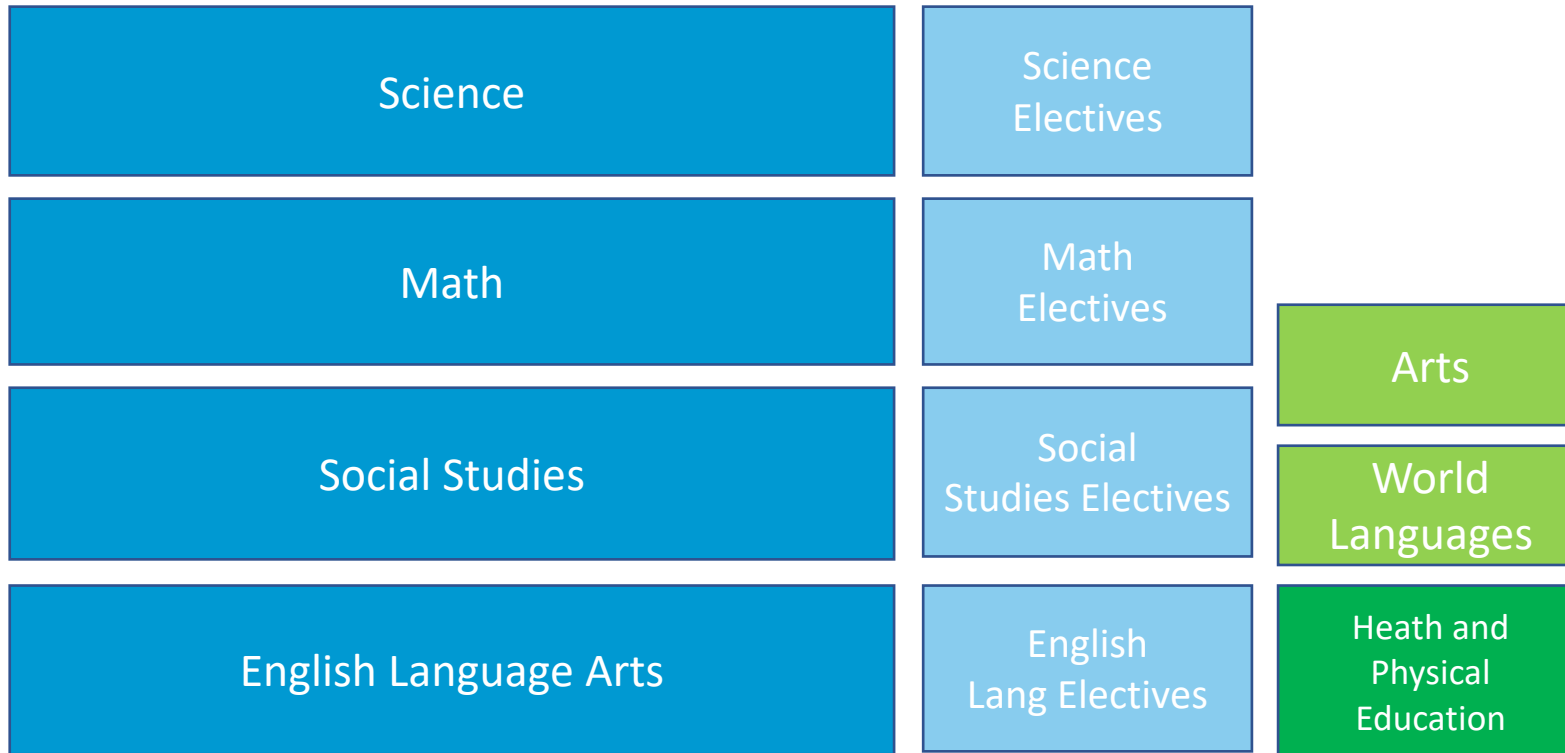 Science
Science
Electives
Math
Math
Electives
Arts
Social Studies
Social
Studies Electives
World
Languages
English Language Arts
English
Lang Electives
Heath and
Physical
Education